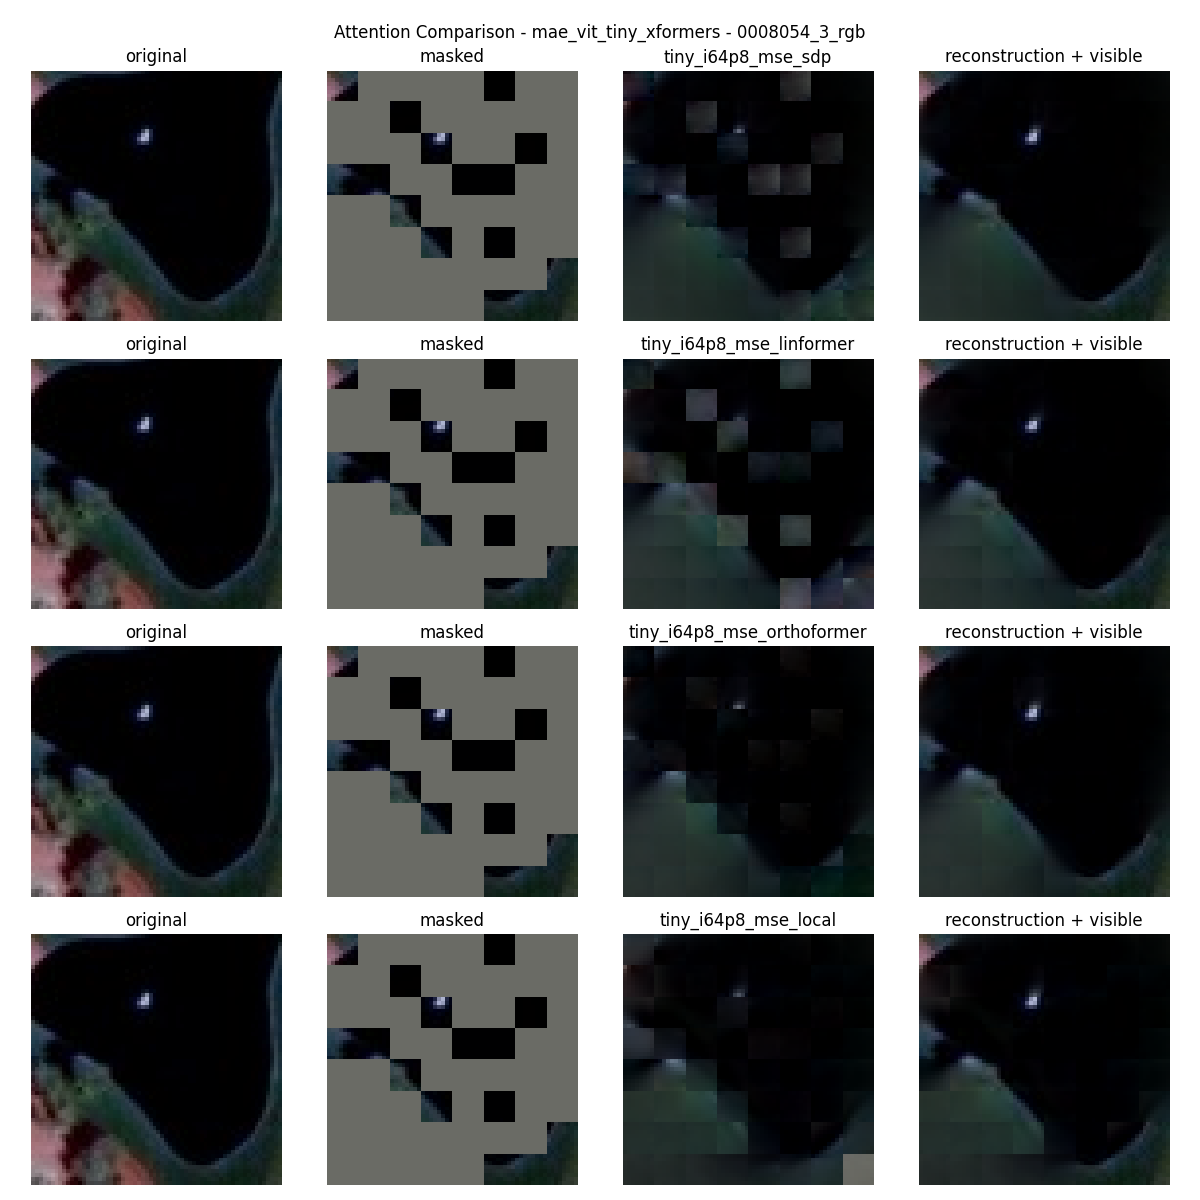 Attention Comparison - mae_vit_tiny_xformers - 0008054_3_rgb
original masked tiny_i64p8_mse_sdp reconstruction + visible
original masked tiny_i64p8_mse_linformer reconstruction + visible
original masked tiny_i64p8_mse_orthoformer reconstruction + visible
original masked tiny_i64p8_mse_local reconstruction + visible